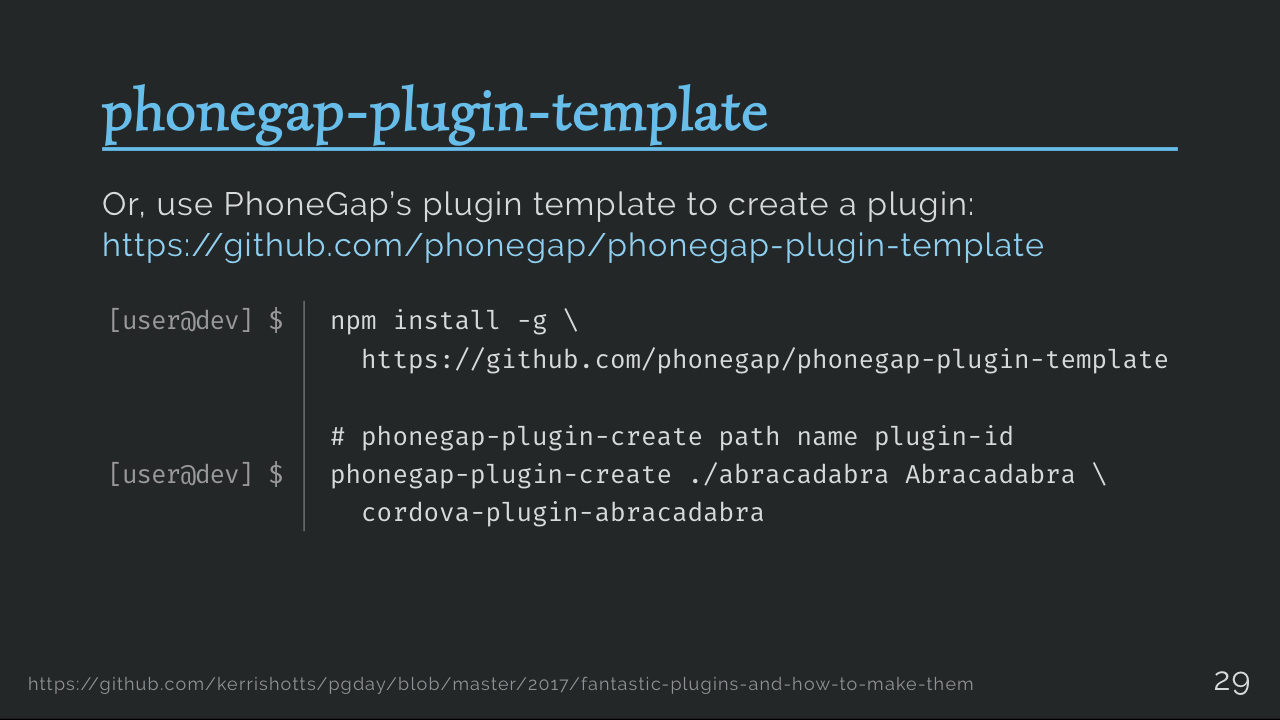 phonegap-plugin-template
Or, use PhoneGap’s plugin template to create a plugin:
https://github.com/phonegap/phonegap-plugin-template
[user@dev] $ npm install -g \
https://github.com/phonegap/phonegap-plugin-template
# phonegap-plugin-create path name plugin-id
[user@dev] $ phonegap-plugin-create ./abracadabra Abracadabra \
cordova-plugin-abracadabra
https://github.com/kerrishotts/pgday/blob/master/2017/fantastic-plugins-and-how-to-make-them
29